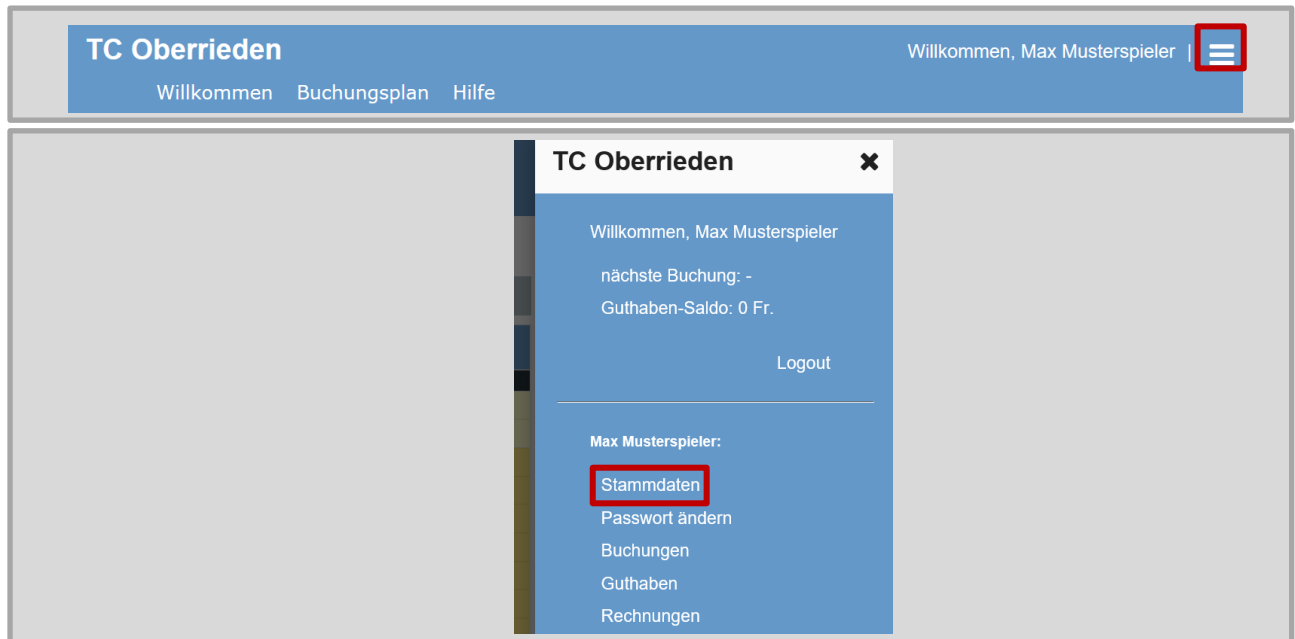 TC Oberrieden
Willkommen, Max Musterspieler |
Willkommen Buchungsplan Hilfe
TC Oberrieden
Willkommen, Max Musterspieler
nächste Buchung: -
Guthaben-Saldo: 0 Fr.
Logout
Max Musterspieler:
Stammdaten
Passwort ändern
Buchungen
Guthaben
Rechnungen